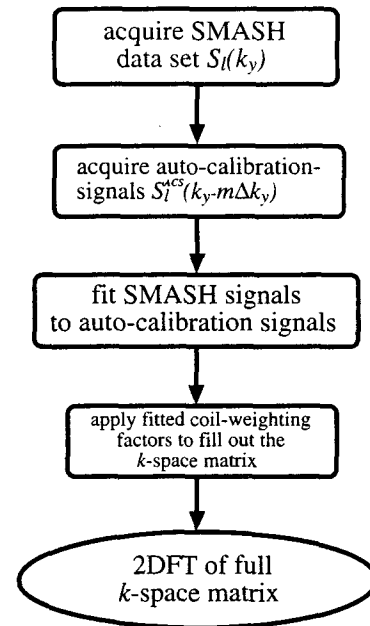 acquire SMASH
data set S_l(k_y)
acquire auto-calibration-
signals S_l^acs(k_y-mΔk_y)
fit SMASH signals
to auto-calibration signals
apply fitted coil-weighting
factors to fill out the
k-space matrix
2DFT of full
k-space matrix